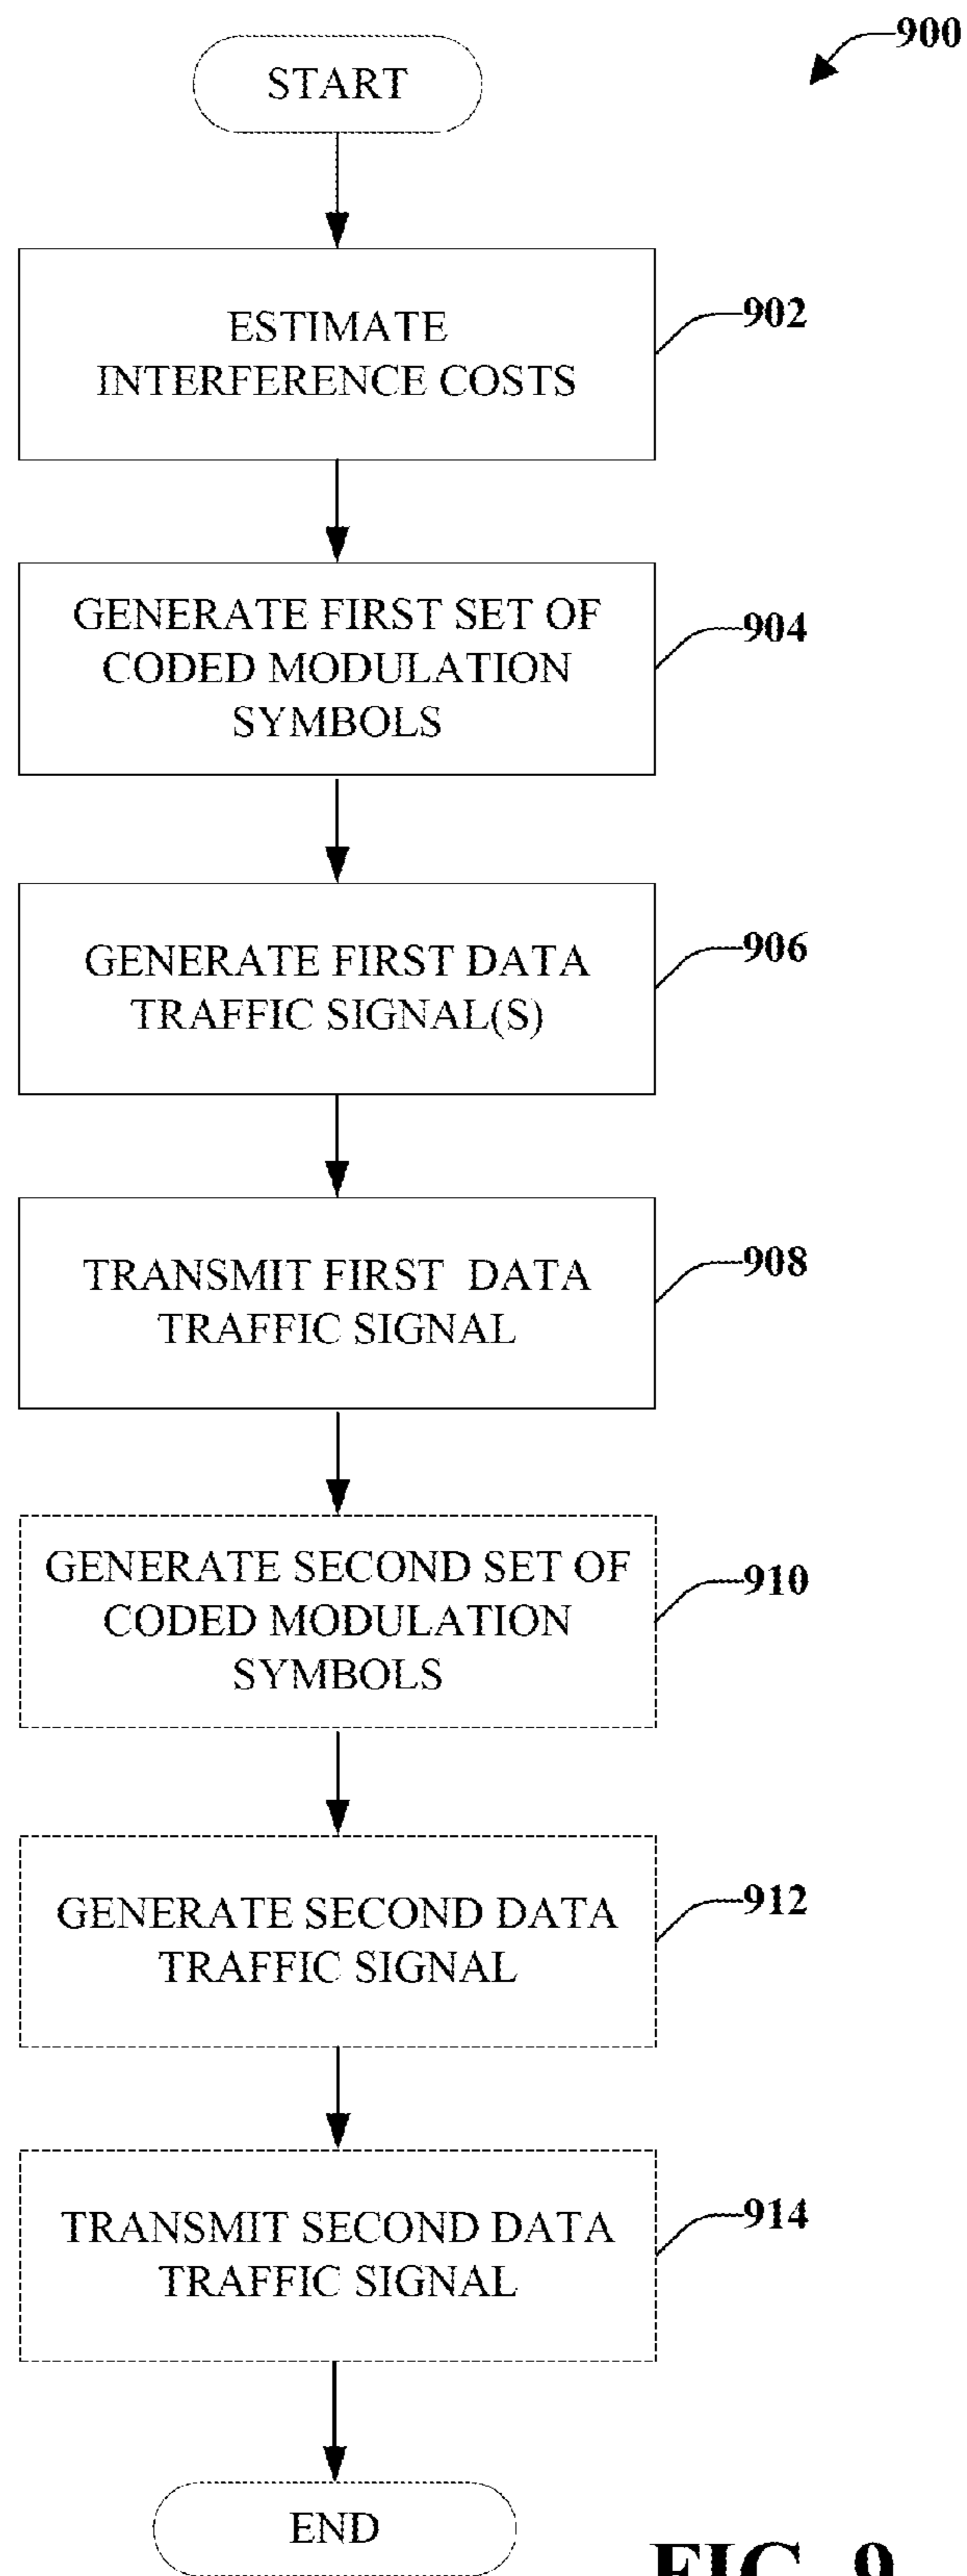 900
START
ESTIMATE
INTERFERENCE COSTS
902
GENERATE FIRST SET OF
CODED MODULATION
SYMBOLS
904
GENERATE FIRST DATA
TRAFFIC SIGNAL(S)
906
TRANSMIT FIRST DATA
TRAFFIC SIGNAL
908
GENERATE SECOND SET OF
CODED MODULATION
SYMBOLS
910
GENERATE SECOND DATA
TRAFFIC SIGNAL
912
TRANSMIT SECOND DATA
TRAFFIC SIGNAL
914
END
FIG. 9